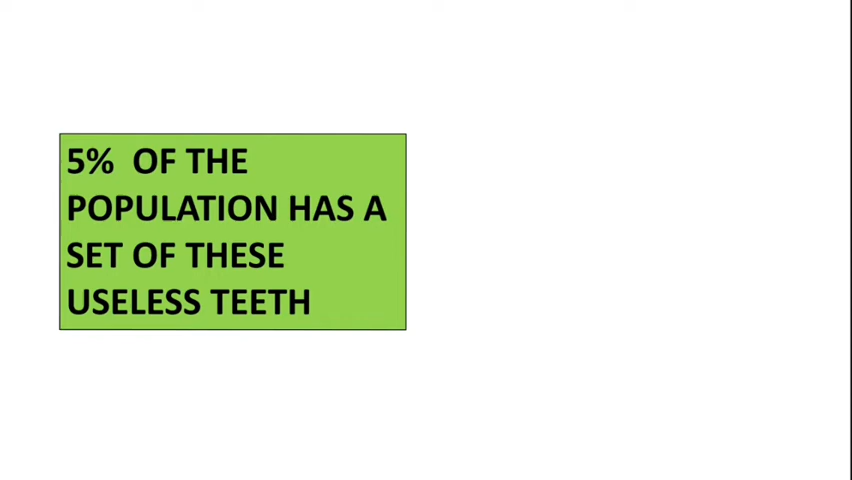 5% OF THE
POPULATION HAS A
SET OF THESE
USELESS TEETH